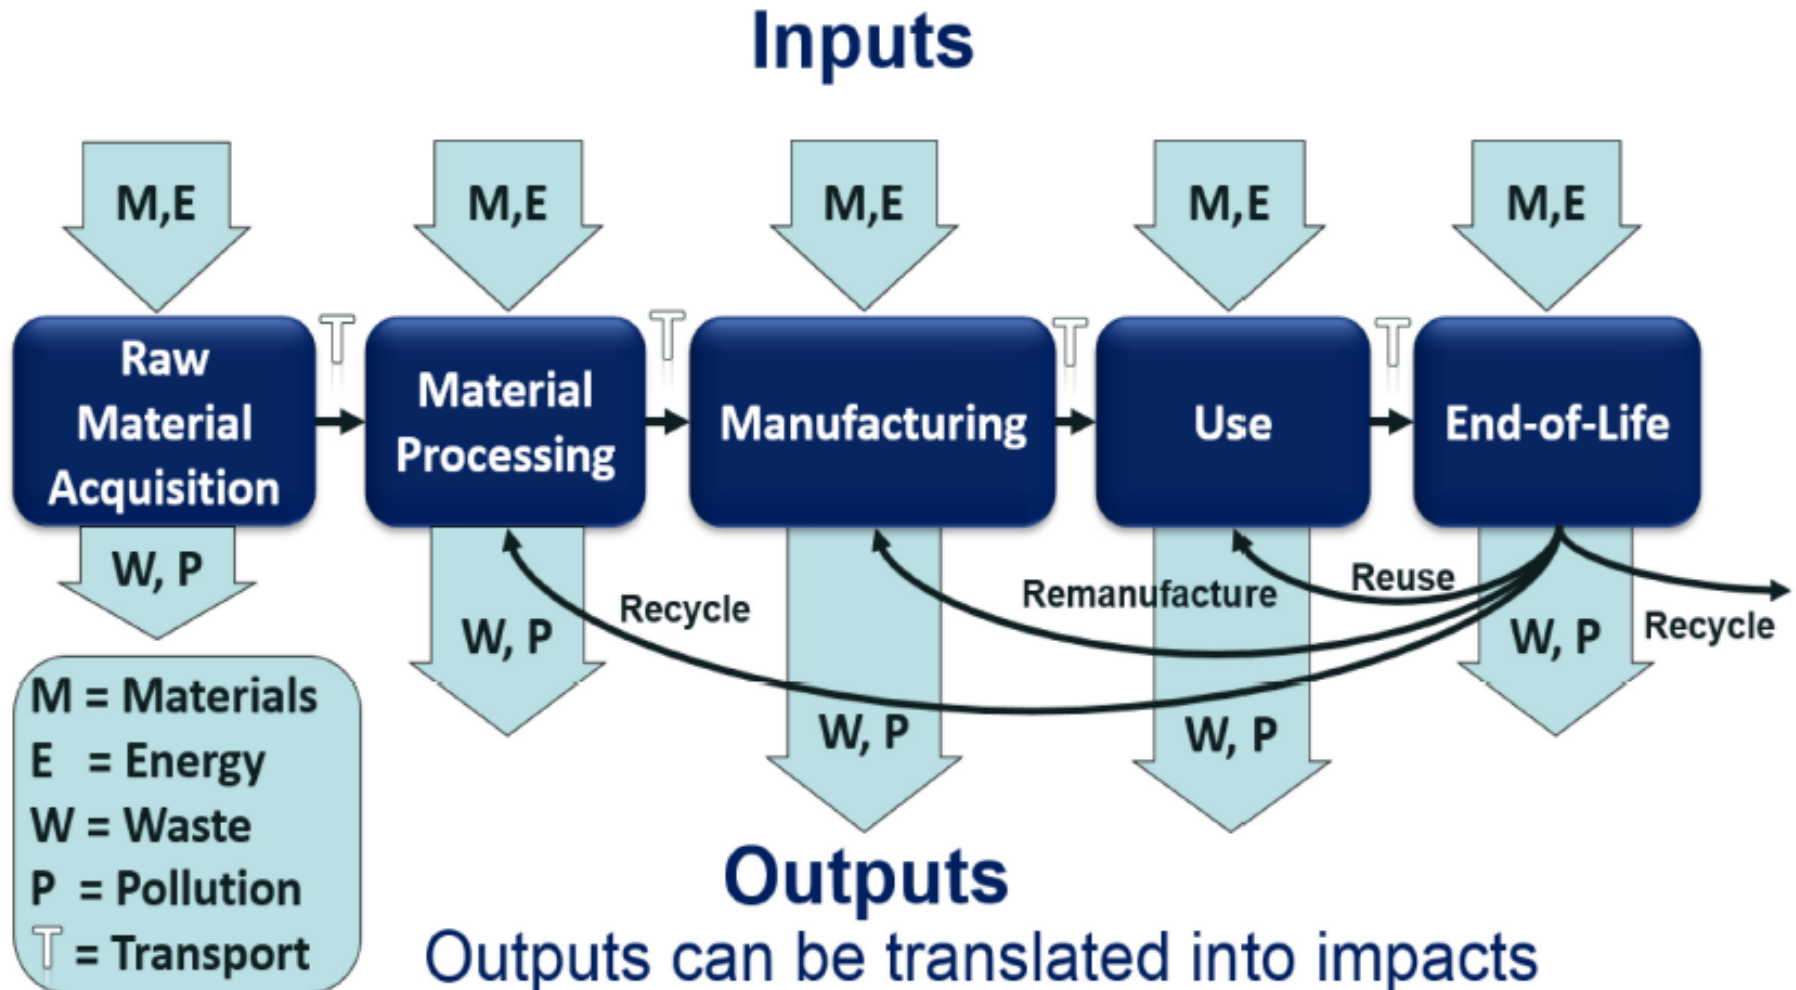 Inputs
M,E
M,E
M,E
M,E
M,E
Raw
Material
Acquisition
T
Material
Processing
T
Manufacturing
T
Use
T
End-of-Life
W, P
Recycle
W, P
Remanufacture
W, P
Reuse
W, P
W, P
Recycle
M = Materials
E = Energy
W = Waste
P = Pollution
T = Transport
Outputs
Outputs can be translated into impacts